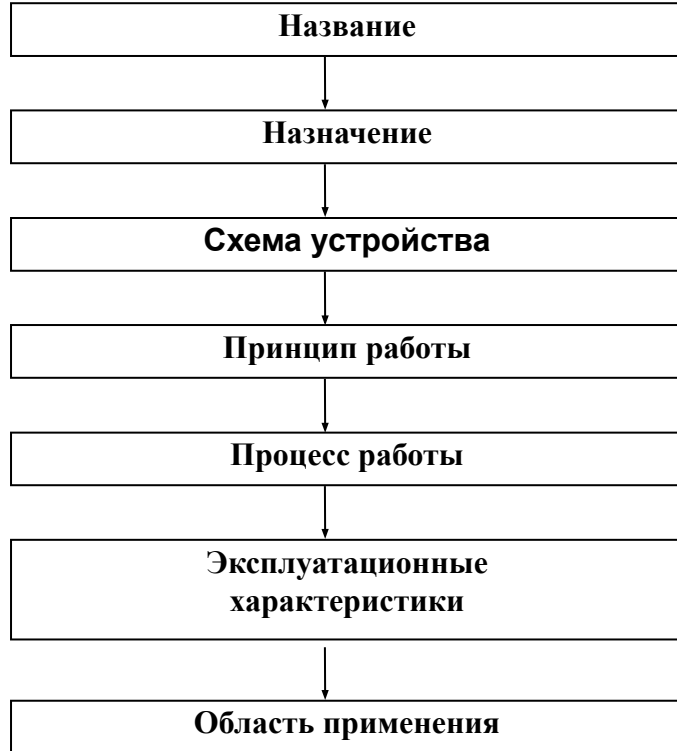 Название
Назначение
Схема устройства
Принцип работы
Процесс работы
Эксплуатационные
характеристики
Область применения